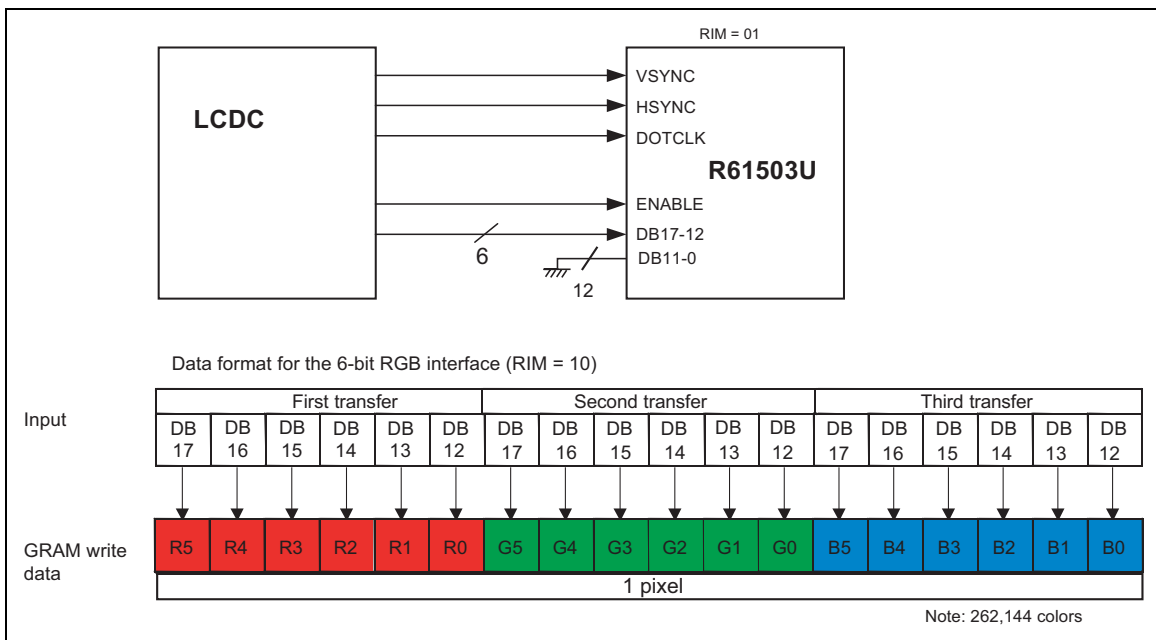 RIM = 01
LCDC
VSYNC
HSYNC
DOTCLK
R61503U
ENABLE
DB17-12
6
DB11-0
12
Data format for the 6-bit RGB interface (RIM = 10)
Input
First transfer Second transfer Third transfer
DB DB DB DB DB DB DB DB DB DB DB DB DB DB DB DB DB DB
17 16 15 14 13 12 17 16 15 14 13 12 17 16 15 14 13 12
GRAM write
data
R5 R4 R3 R2 R1 R0 G5 G4 G3 G2 G1 G0 B5 B4 B3 B2 B1 B0
1 pixel
Note: 262,144 colors